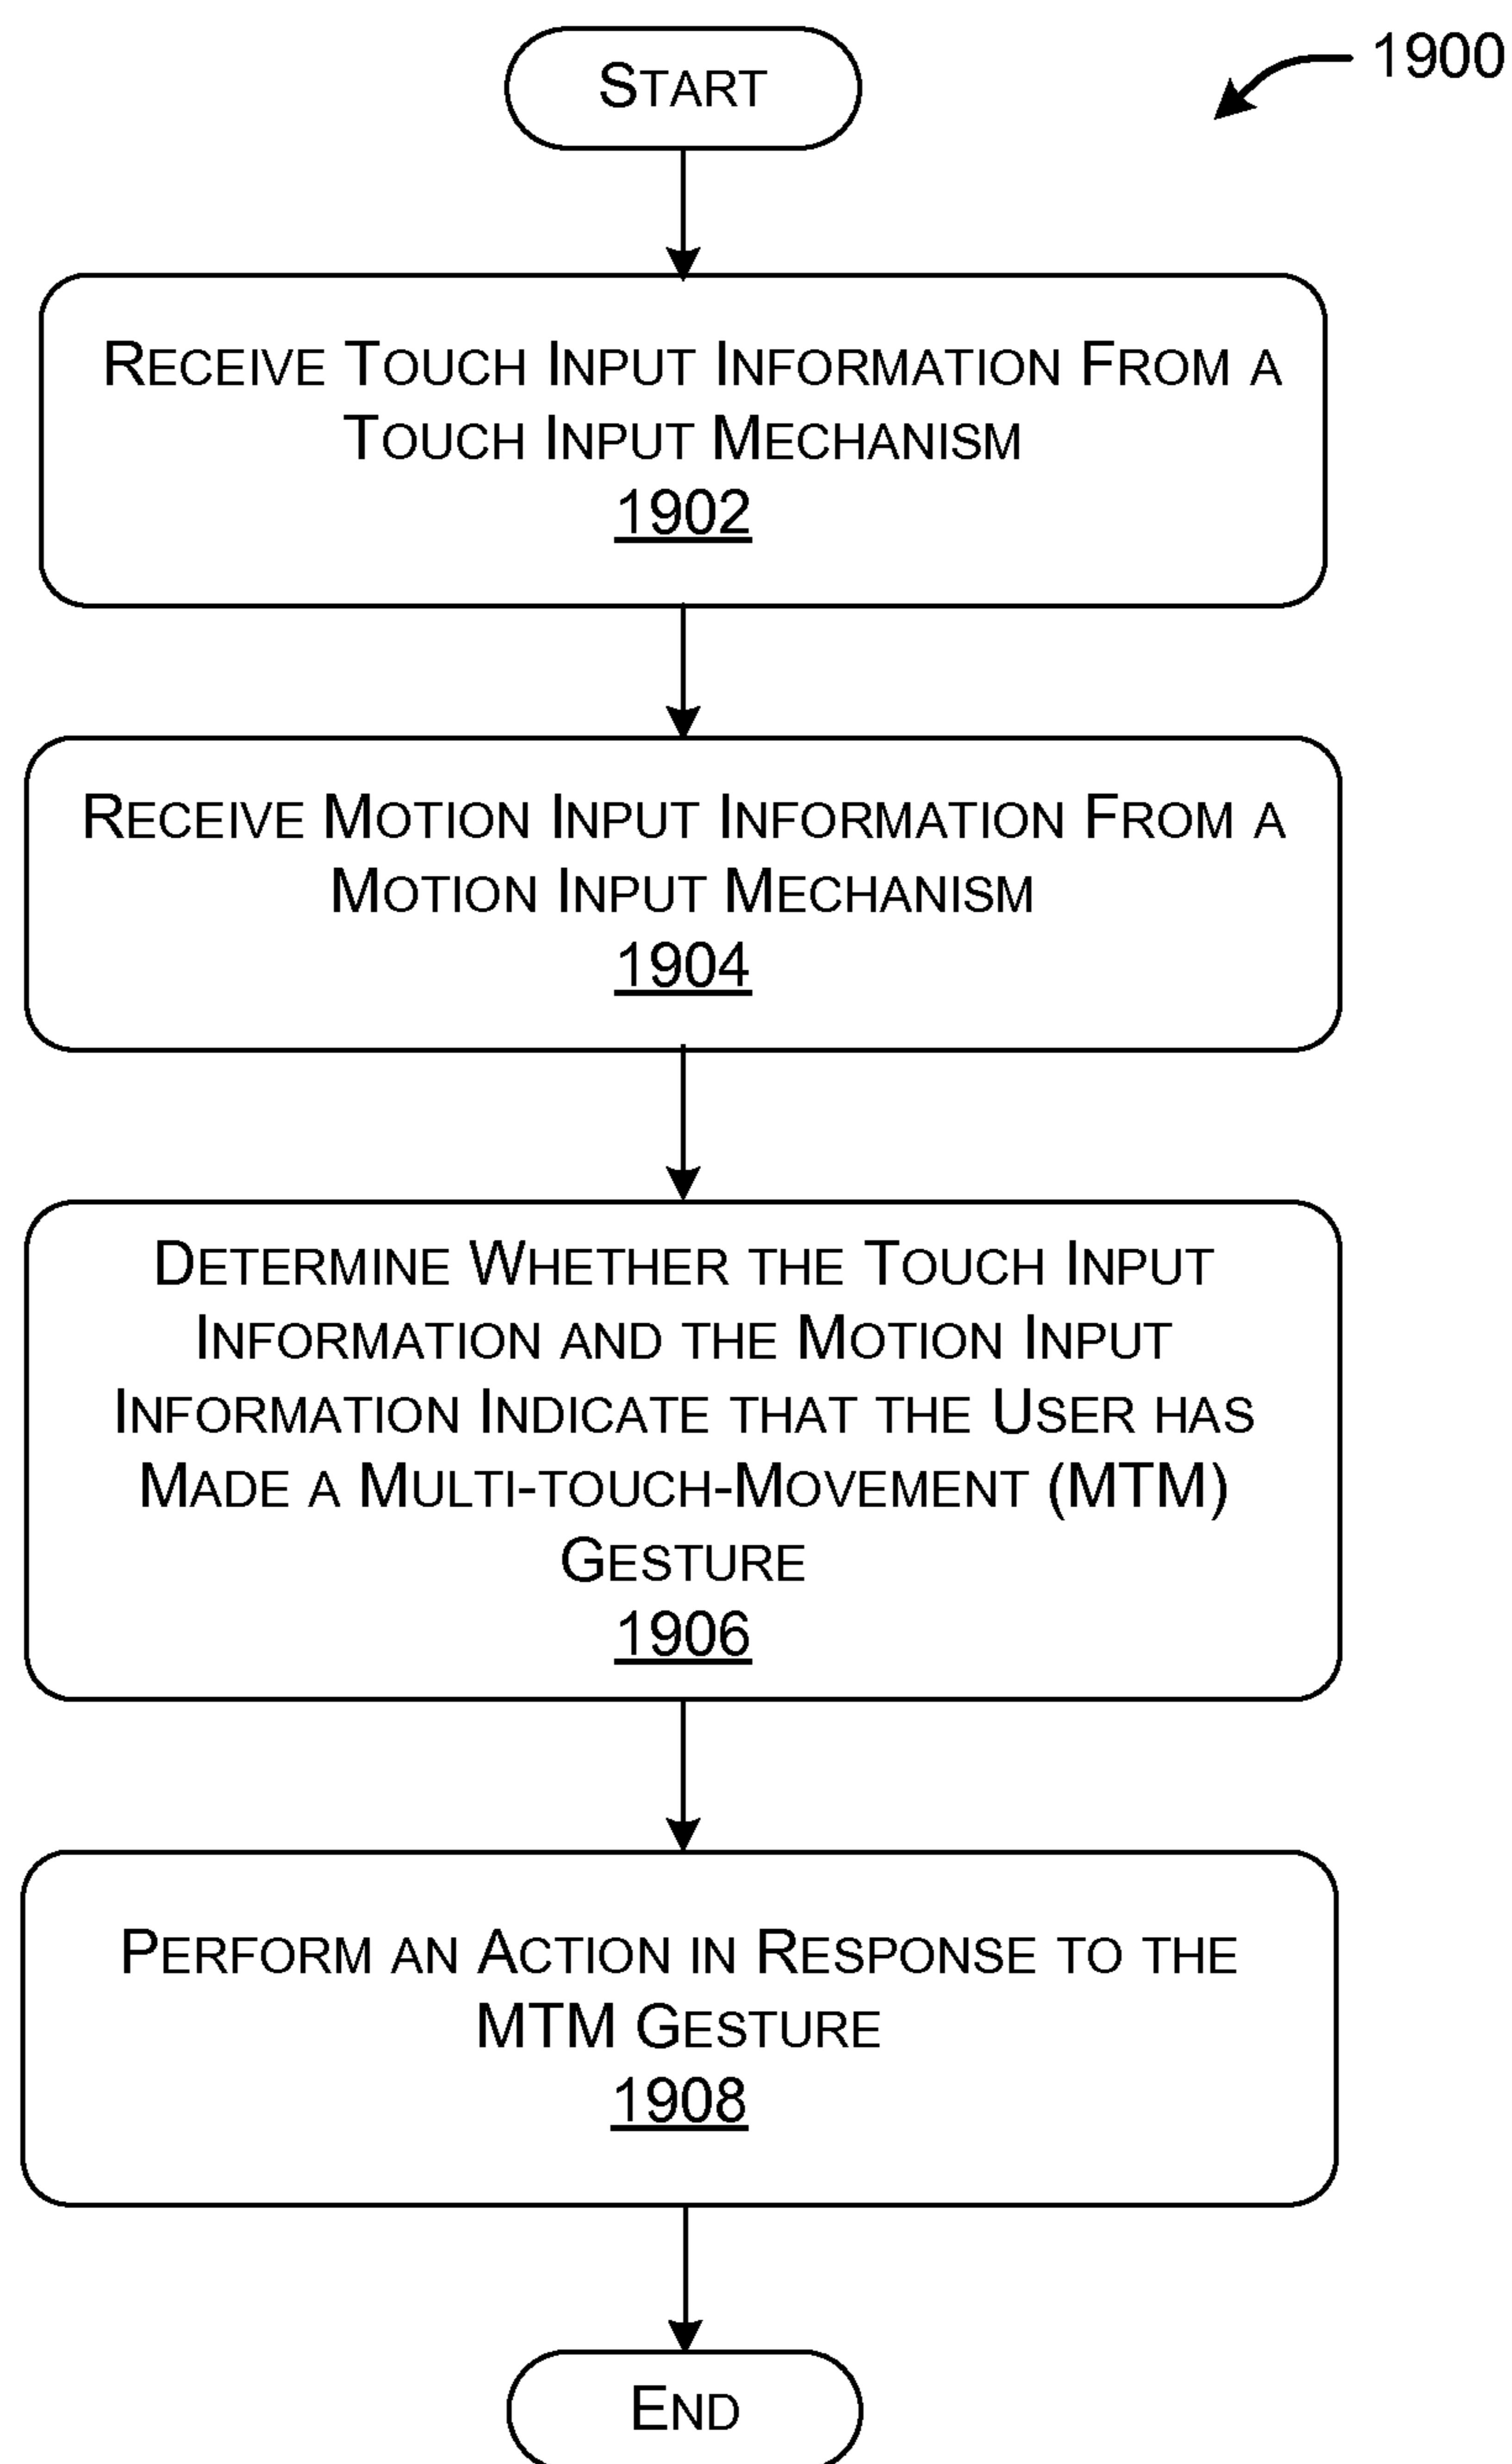 START
1900
RECEIVE TOUCH INPUT INFORMATION FROM A
TOUCH INPUT MECHANISM
1902
RECEIVE MOTION INPUT INFORMATION FROM A
MOTION INPUT MECHANISM
1904
DETERMINE WHETHER THE TOUCH INPUT
INFORMATION AND THE MOTION INPUT
INFORMATION INDICATE THAT THE USER HAS
MADE A MULTI-TOUCH-MOVEMENT (MTM)
GESTURE
1906
PERFORM AN ACTION IN RESPONSE TO THE
MTM GESTURE
1908
END